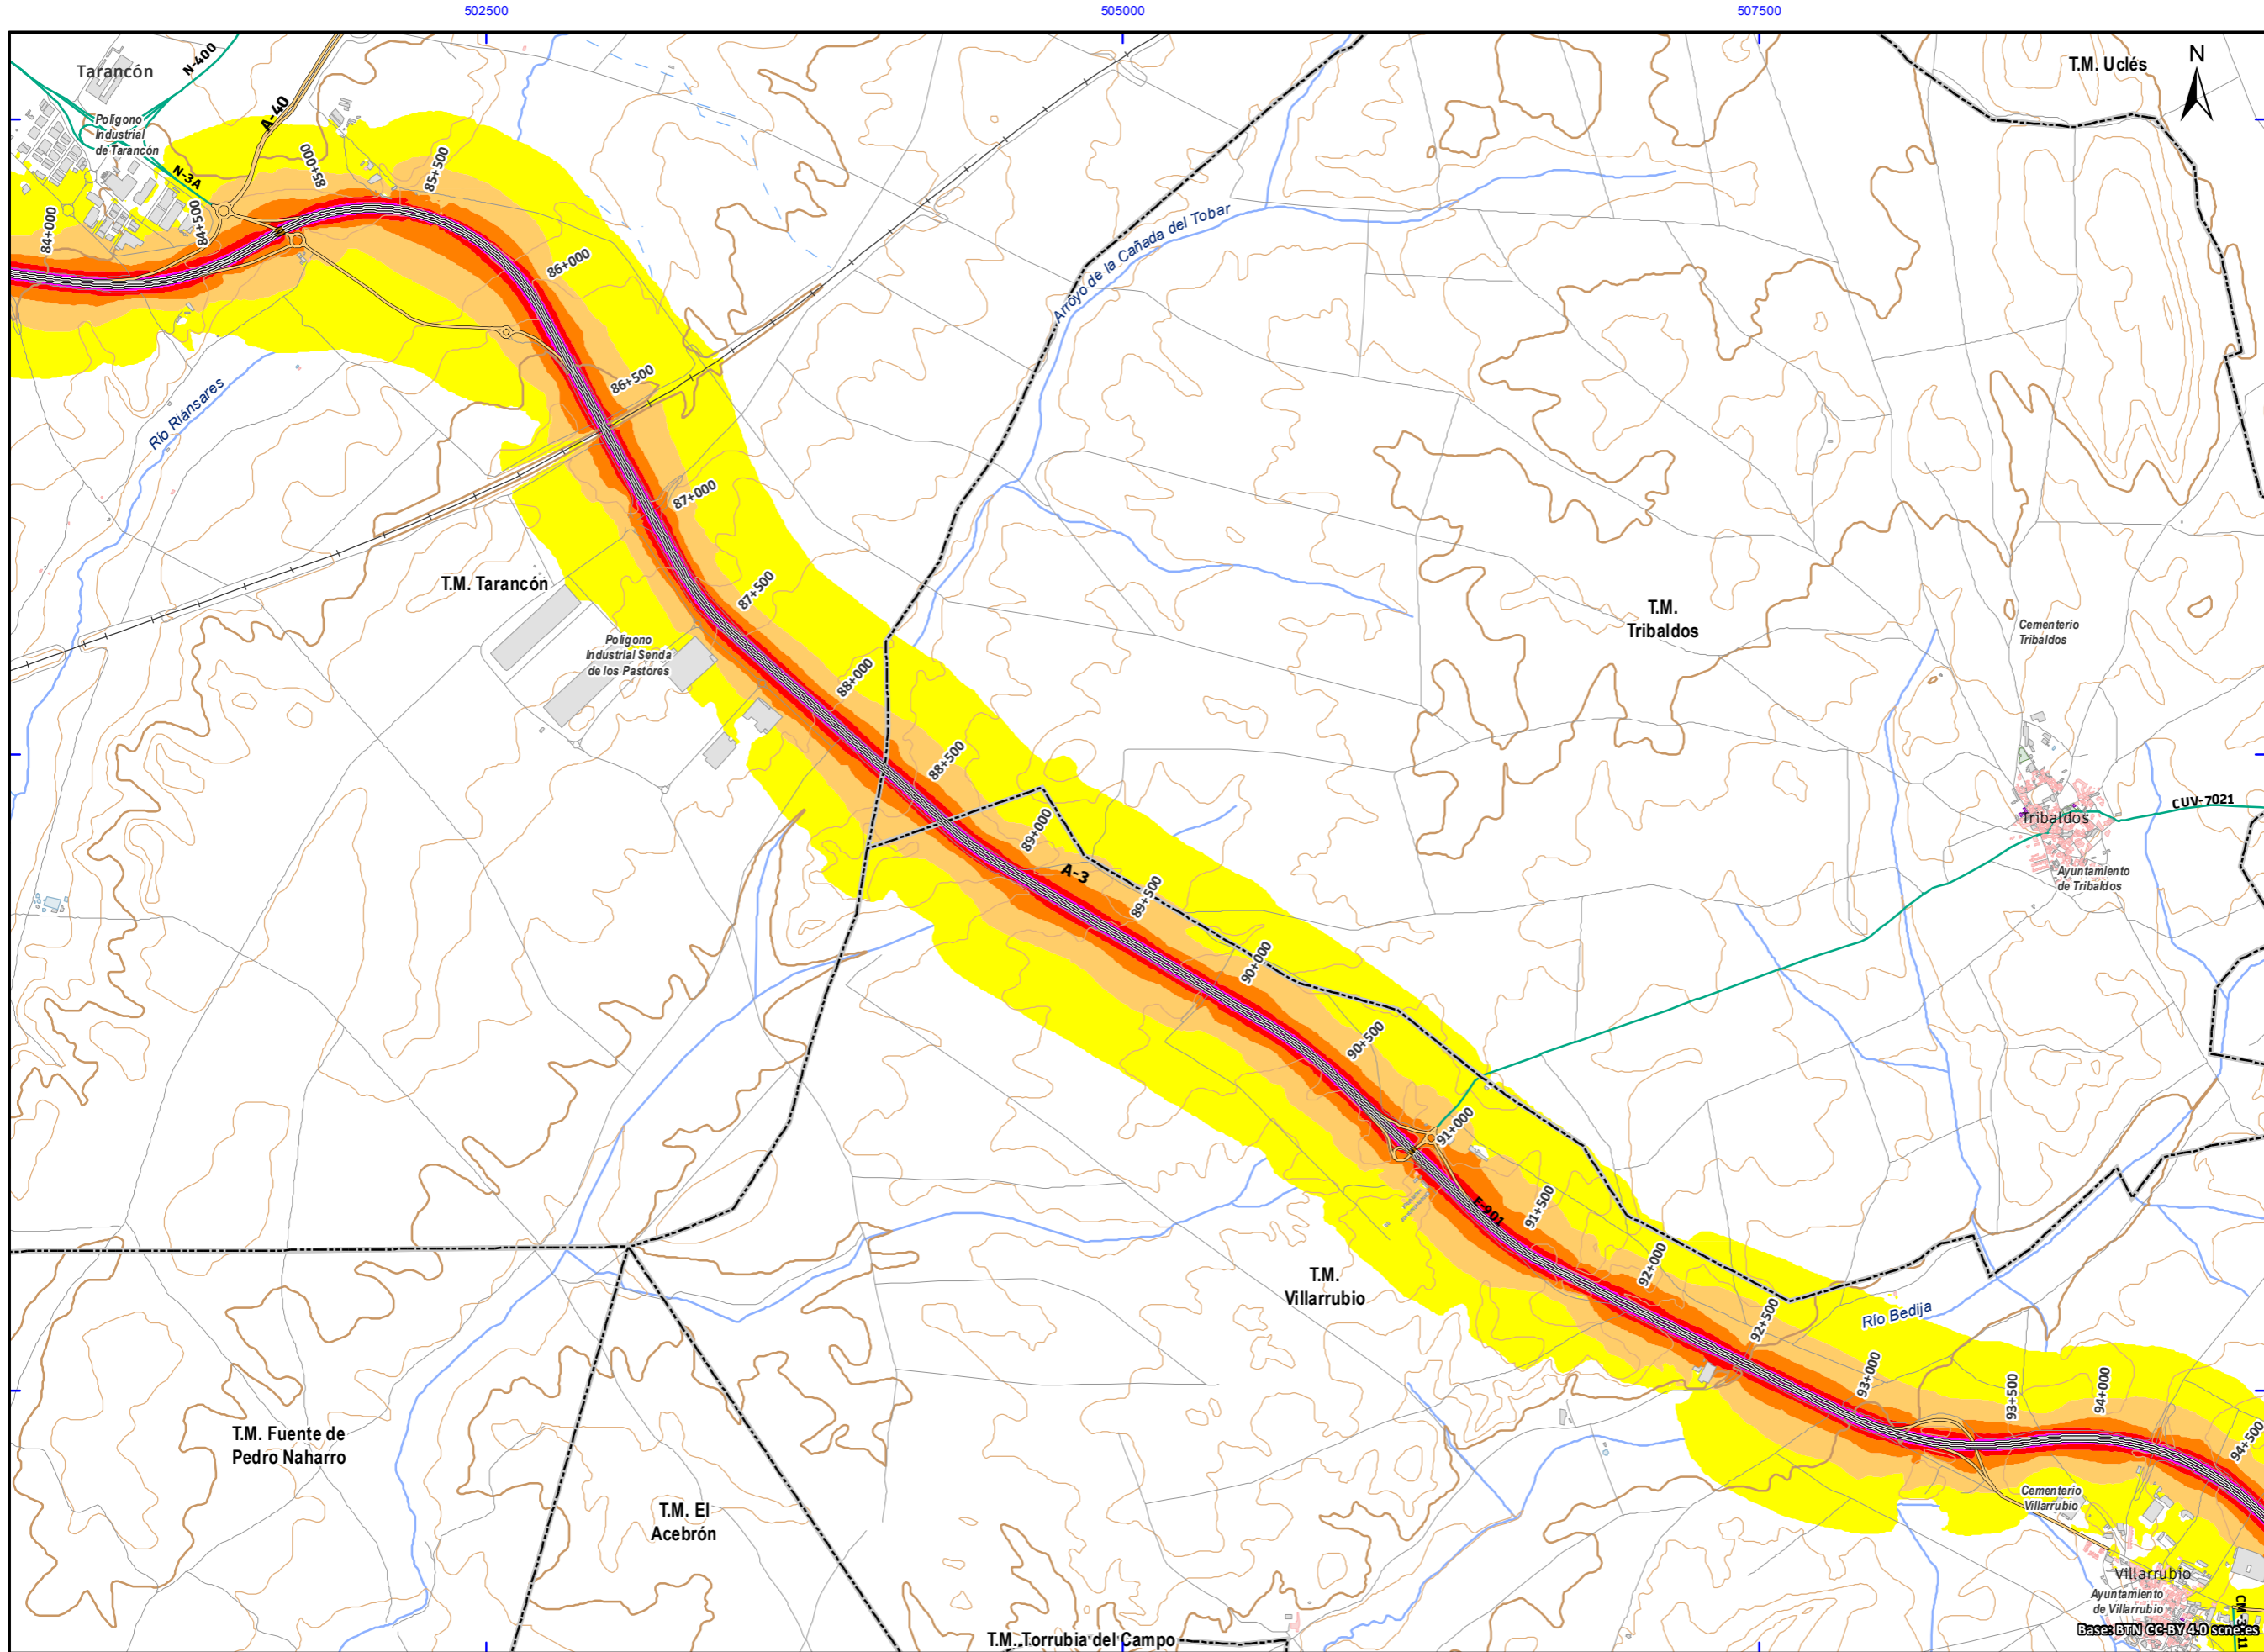 502500
505000
507500
Tarancón
N-400
A-40
T.M. Uclés
N
Polígono
Industrial
de Tarancón
N-3A
84+000
84+500
85+000
85+500
86+000
86+500
87+000
87+500
88+000
88+500
89+000
A-3
89+500
90+000
90+500
91+000
E-901
91+500
92+000
92+500
93+000
93+500
94+000
94+500
Arroyo de la Cañada del Tobar
Río Riánsares
T.M. Tarancón
Polígono
Industrial Senda
de los Pastores
T.M.
Tribaldos
Cementerio
Tribaldos
CUV-7021
Tribaldos
Ayuntamiento
de Tribaldos
T.M.
Villarrubio
Río Bedija
T.M. Fuente de
Pedro Naharro
T.M. El
Acebrón
Cementerio
Villarrubio
Villarrubio
Ayuntamiento
de Villarrubio
T.M. Torrubia del Campo
Base: BTN CC-BY 4.0 scne.es